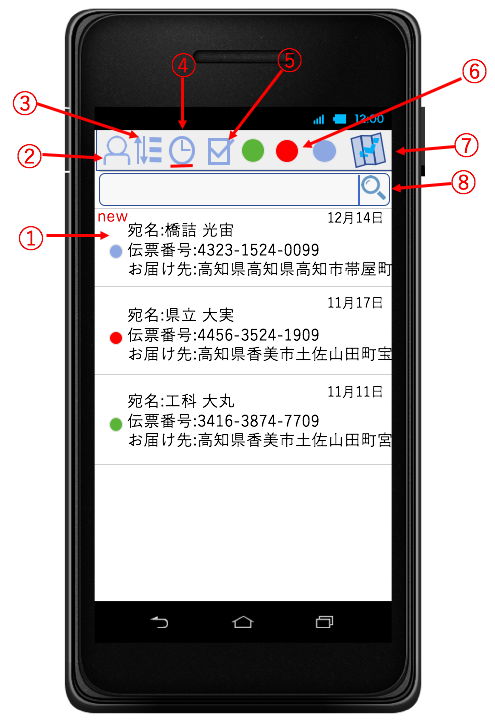 ④
⑤
⑥
③
12:00
②
⑦
⑧
new
12月14日
①
宛名:橋詰 光宙
伝票番号:4323-1524-0099
お届け先:高知県高知県高知市帯屋町
11月17日
宛名:県立 大実
伝票番号:4456-3524-1909
お届け先:高知県香美市土佐山田町宝
11月11日
宛名:工科 大丸
伝票番号:3416-3874-7709
お届け先:高知県香美市土佐山田町宮